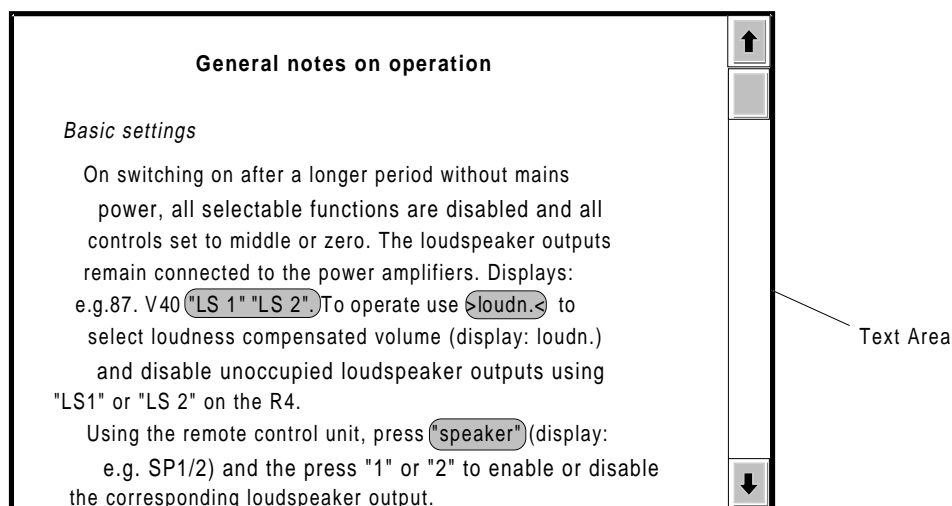 General notes on operation
Basic settings
On switching on after a longer period without mains
power, all selectable functions are disabled and all
controls set to middle or zero. The loudspeaker outputs
remain connected to the power amplifiers. Displays:
e.g.87. V40 "LS 1" "LS 2". To operate use >loudn.< to
select loudness compensated volume (display: loudn.)
and disable unoccupied loudspeaker outputs using
"LS1" or "LS 2" on the R4.
Using the remote control unit, press "speaker" (display:
e.g. SP1/2) and the press "1" or "2" to enable or disable
the corresponding loudspeaker output.
Text Area